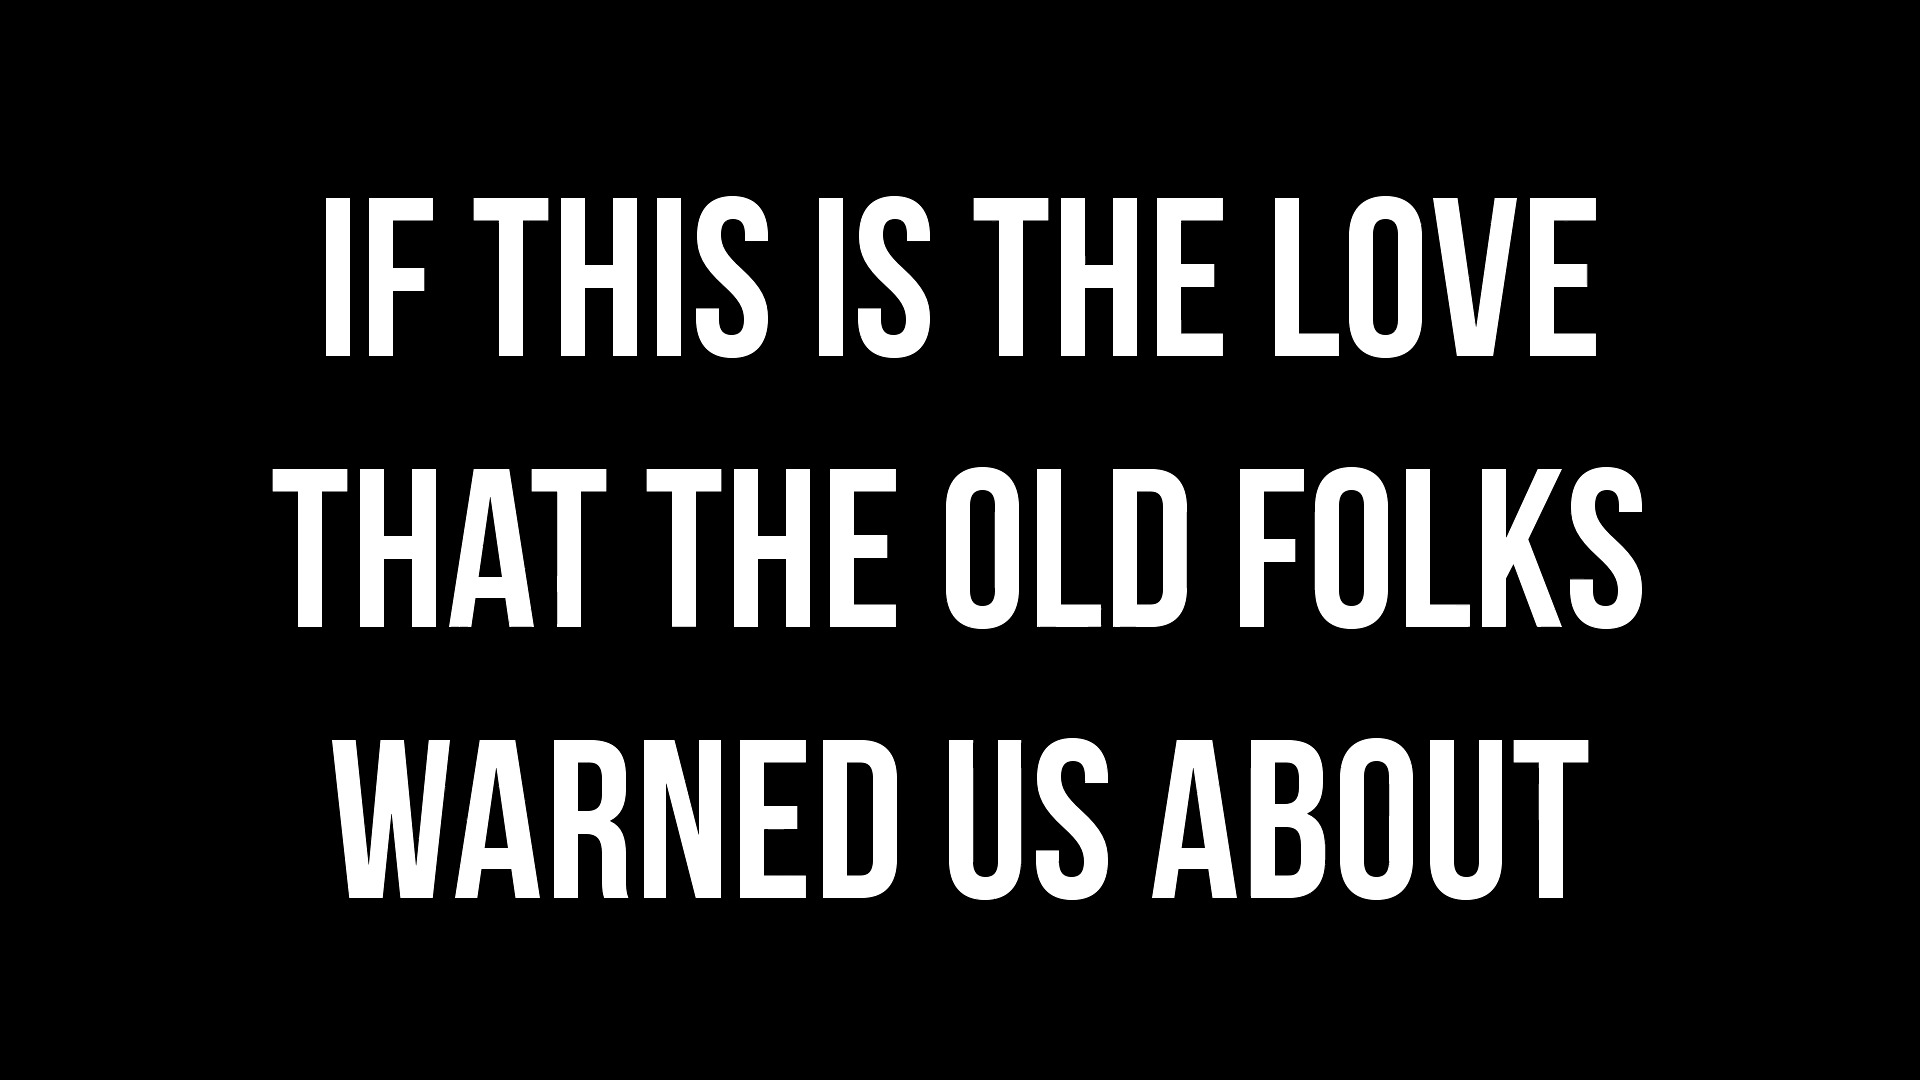 IF THIS IS THE LOVE
THAT THE OLD FOLKS
WARNED US ABOUT